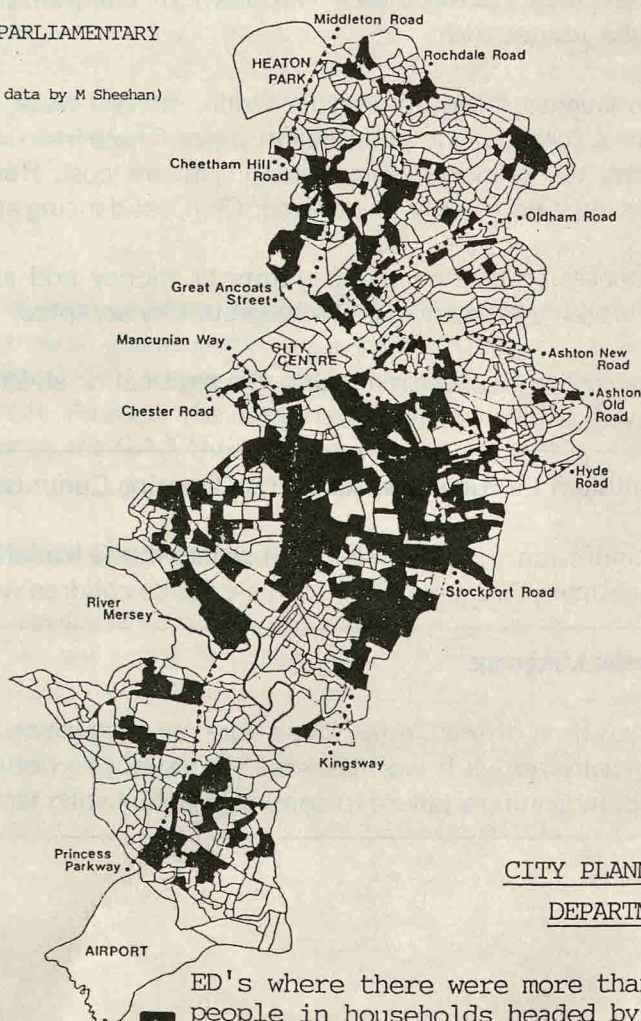 PARLIAMENTARY
data by M Sheehan)
Middleton Road
Rochdale Road
HEATON
PARK
Cheetham Hill
Road
Oldham Road
Great Ancoats
Street
Mancunian Way
CITY
CENTRE
Ashton New
Road
Chester Road
Ashton
Old
Road
Hyde
Road
Stockport Road
River
Mersey
Kingsway
Princess
Parkway
AIRPORT
CITY PLANN
DEPARTM
ED's where there were more than
people in households headed by